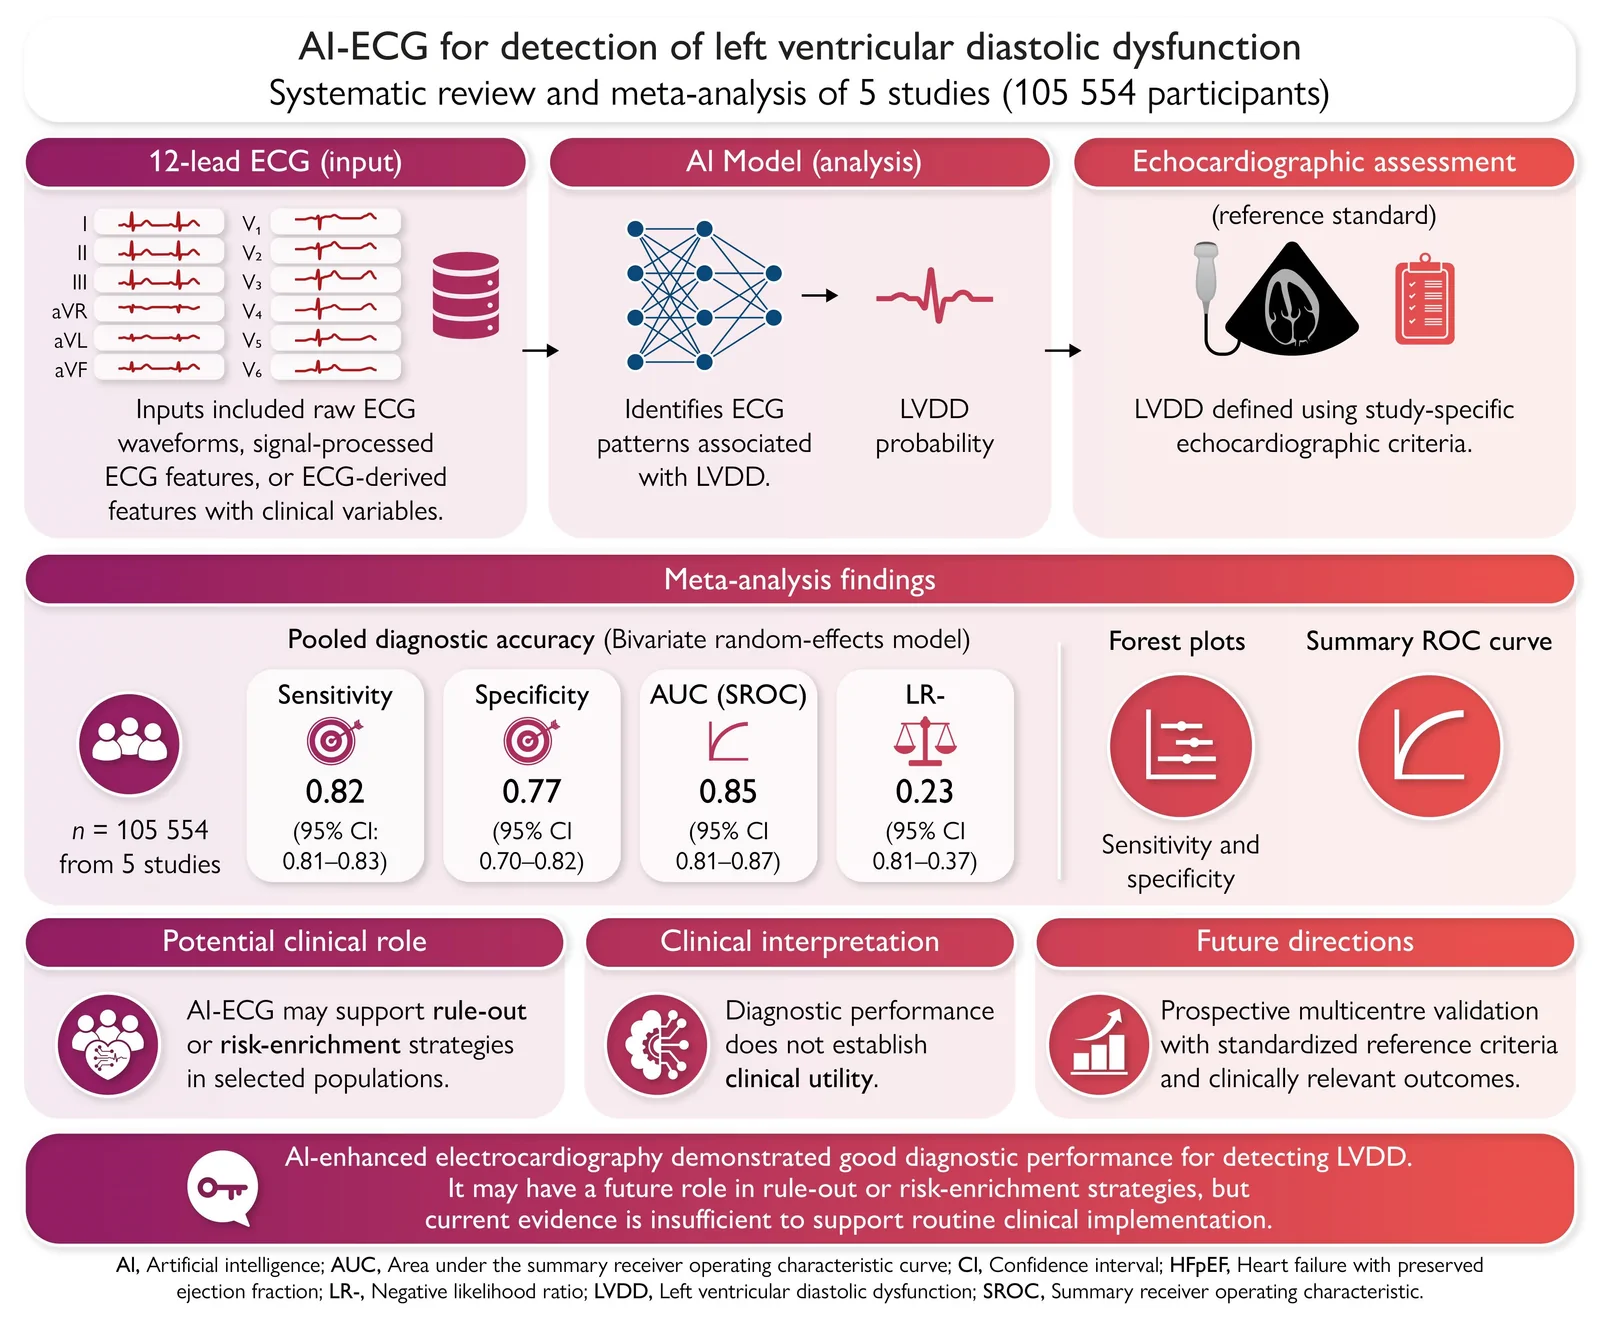 AI-ECG for detection of left ventricular diastolic dysfunction
Systematic review and meta-analysis of 5 studies (105 554 participants)
12-lead ECG (input)
I
II
III
aVR
aVL
aVF
V₁
V₂
V₃
V₄
V₅
V₆
Inputs included raw ECG
waveforms, signal-processed
ECG features, or ECG-derived
features with clinical variables.
AI Model (analysis)
Identifies ECG
patterns associated
with LVDD.
LVDD
probability
Echocardiographic assessment
(reference standard)
LVDD defined using study-specific
echocardiographic criteria.
Meta-analysis findings
Pooled diagnostic accuracy (Bivariate random-effects model)
n = 105 554
from 5 studies
Sensitivity
0.82
(95% CI:
0.81–0.83)
Specificity
0.77
(95% CI
0.70–0.82)
AUC (SROC)
0.85
(95% CI
0.81–0.87)
LR-
0.23
(95% CI
0.81–0.37)
Forest plots
Sensitivity and
specificity
Summary ROC curve
Potential clinical role
AI-ECG may support rule-out
or risk-enrichment strategies
in selected populations.
Clinical interpretation
Diagnostic performance
does not establish
clinical utility.
Future directions
Prospective multicentre validation
with standardized reference criteria
and clinically relevant outcomes.
AI-enhanced electrocardiography demonstrated good diagnostic performance for detecting LVDD.
It may have a future role in rule-out or risk-enrichment strategies, but
current evidence is insufficient to support routine clinical implementation.
AI, Artificial intelligence; AUC, Area under the summary receiver operating characteristic curve; CI, Confidence interval; HFpEF, Heart failure with preserved
ejection fraction; LR-, Negative likelihood ratio; LVDD, Left ventricular diastolic dysfunction; SROC, Summary receiver operating characteristic.